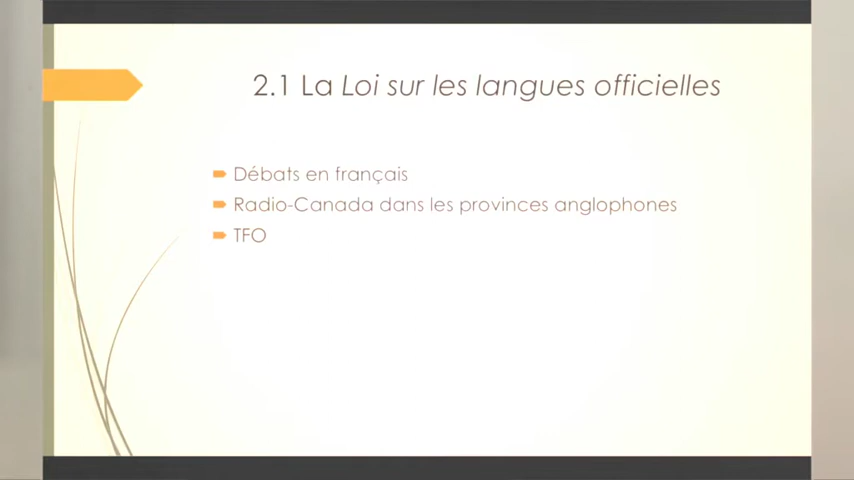 2.1 La Loi sur les langues officielles
Débats en français
Radio-Canada dans les provinces anglophones
TFO